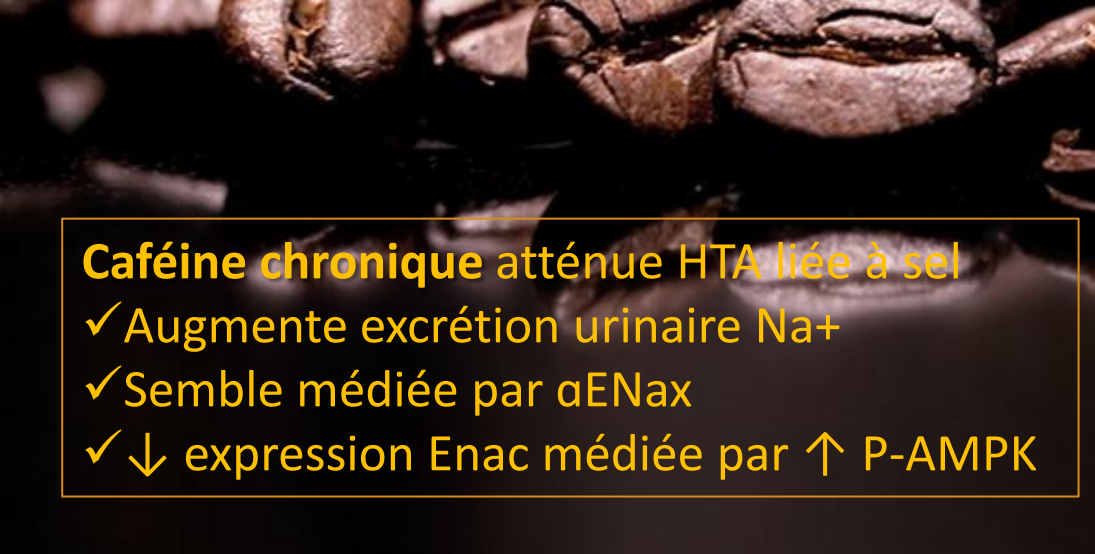 Caféine chronique atténue HTA liée à sel
✓Augmente excrétion urinaire Na+
✓Semble médiée par αENax
✓↓ expression Enac médiée par ↑ P-AMPK